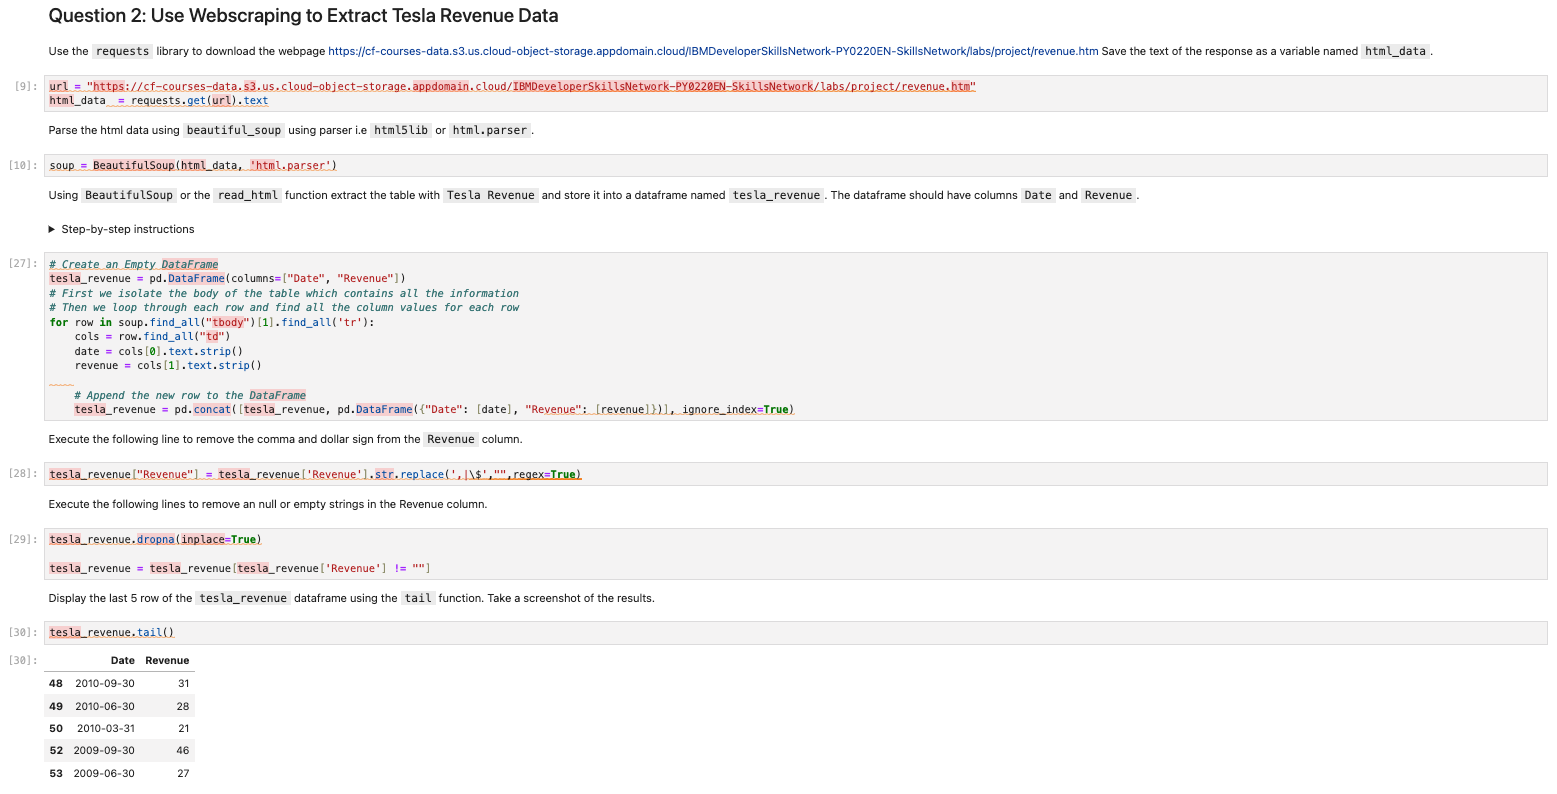 Question 2: Use Webscraping to Extract Tesla Revenue Data
Use the requests library to download the webpage https://cf-courses-data.s3.us.cloud-object-storage.appdomain.cloud/IBMDeveloperSkillsNetwork-PY0220EN-SkillsNetwork/labs/project/revenue.htm Save the text of the response as a variable named html_data .
[9]: url = "https://cf-courses-data.s3.us.cloud-object-storage.appdomain.cloud/IBMDeveloperSkillsNetwork-PY0220EN-SkillsNetwork/labs/project/revenue.htm"
html_data  = requests.get(url).text
Parse the html data using beautiful_soup using parser i.e html5lib or html.parser .
[10]: soup = BeautifulSoup(html_data, 'html.parser')
Using BeautifulSoup or the read_html function extract the table with Tesla Revenue and store it into a dataframe named tesla_revenue . The dataframe should have columns Date and Revenue .
▶ Step-by-step instructions
[27]: # Create an Empty DataFrame
tesla_revenue = pd.DataFrame(columns=["Date", "Revenue"])
# First we isolate the body of the table which contains all the information
# Then we loop through each row and find all the column values for each row
for row in soup.find_all("tbody")[1].find_all('tr'):
    cols = row.find_all("td")
    date = cols[0].text.strip()
    revenue = cols[1].text.strip()
    # Append the new row to the DataFrame
    tesla_revenue = pd.concat([tesla_revenue, pd.DataFrame({"Date": [date], "Revenue": [revenue]})], ignore_index=True)
Execute the following line to remove the comma and dollar sign from the Revenue column.
[28]: tesla_revenue["Revenue"] = tesla_revenue['Revenue'].str.replace(',|\$',"",regex=True)
Execute the following lines to remove an null or empty strings in the Revenue column.
[29]: tesla_revenue.dropna(inplace=True)
tesla_revenue = tesla_revenue[tesla_revenue['Revenue'] != ""]
Display the last 5 row of the tesla_revenue dataframe using the tail function. Take a screenshot of the results.
[30]: tesla_revenue.tail()
[30]: Date Revenue
48 2010-09-30 31
49 2010-06-30 28
50 2010-03-31 21
52 2009-09-30 46
53 2009-06-30 27